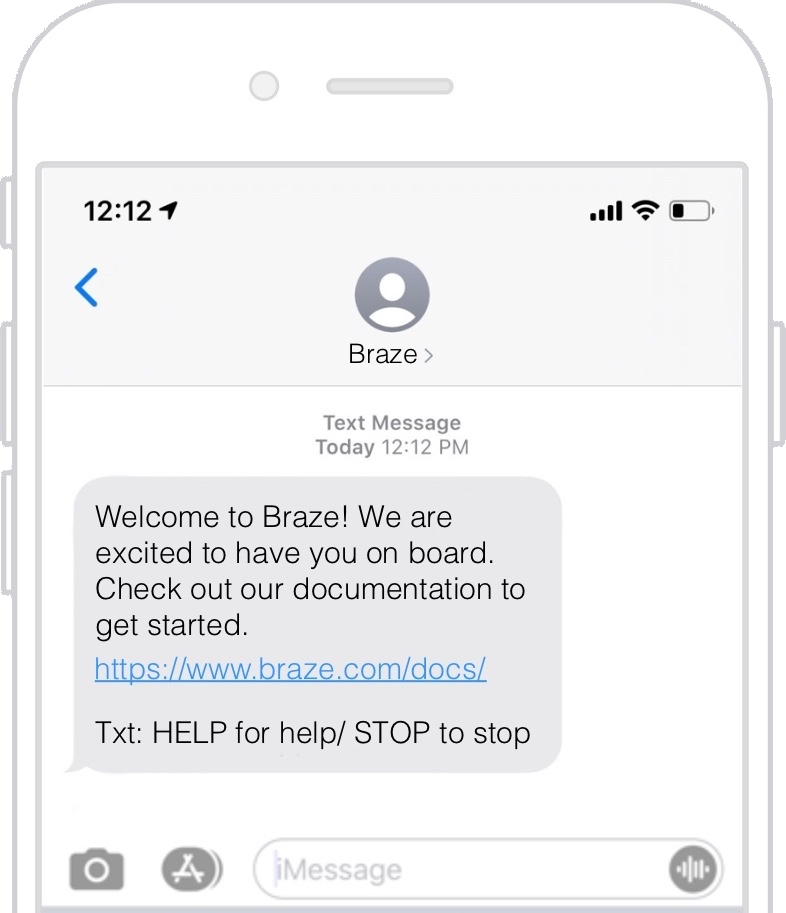 12:12
Braze
Text Message
Today 12:12 PM
Welcome to Braze! We are
excited to have you on board.
Check out our documentation to
get started.
https://www.braze.com/docs/
Txt: HELP for help/ STOP to stop
iMessage